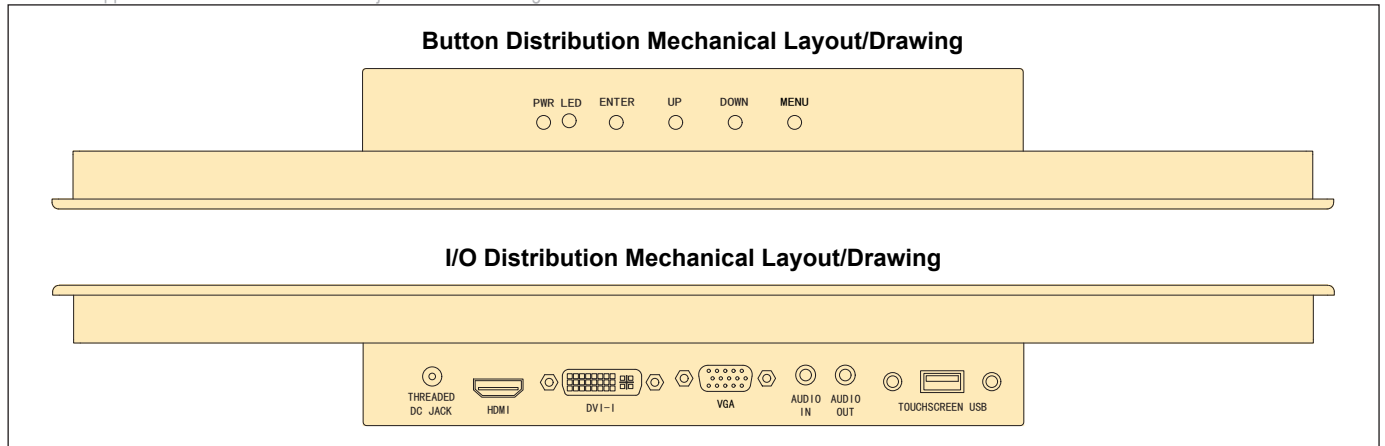 Button Distribution Mechanical Layout/Drawing
PWR LED ENTER UP DOWN MENU
I/O Distribution Mechanical Layout/Drawing
THREADED DC JACK
HDMI
DVI-I
VGA
AUDIO IN
AUDIO OUT
TOUCHSCREEN USB